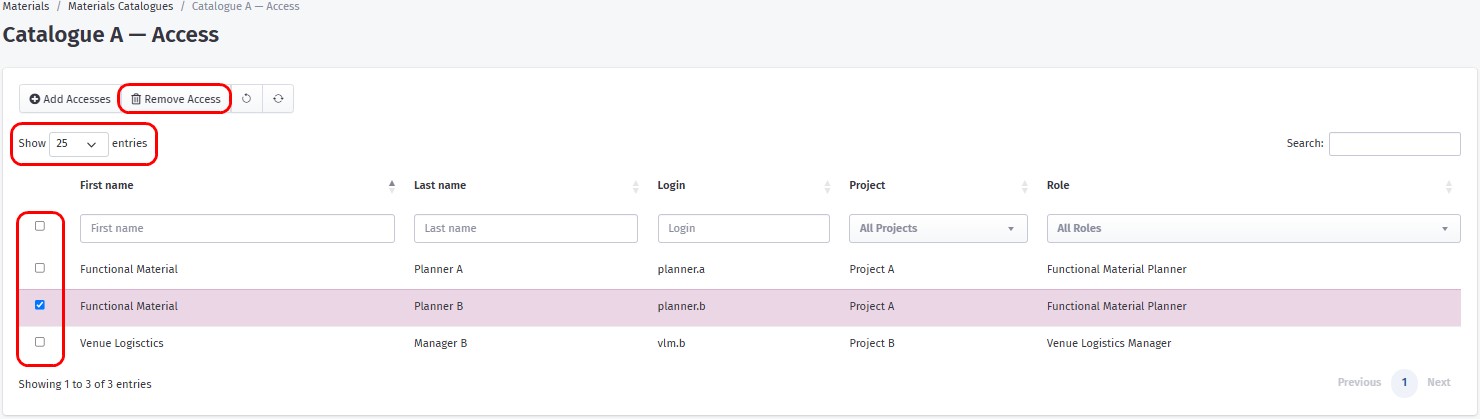 Materials / Materials Catalogues / Catalogue A — Access
Catalogue A — Access
Add Accesses Remove Access
Show 25 entries Search:
First name Last name Login Project Role
First name Last name Login All Projects All Roles
Functional Material Planner A planner.a Project A Functional Material Planner
Functional Material Planner B planner.b Project A Functional Material Planner
Venue Logisctics Manager B vlm.b Project B Venue Logistics Manager
Showing 1 to 3 of 3 entries Previous 1 Next